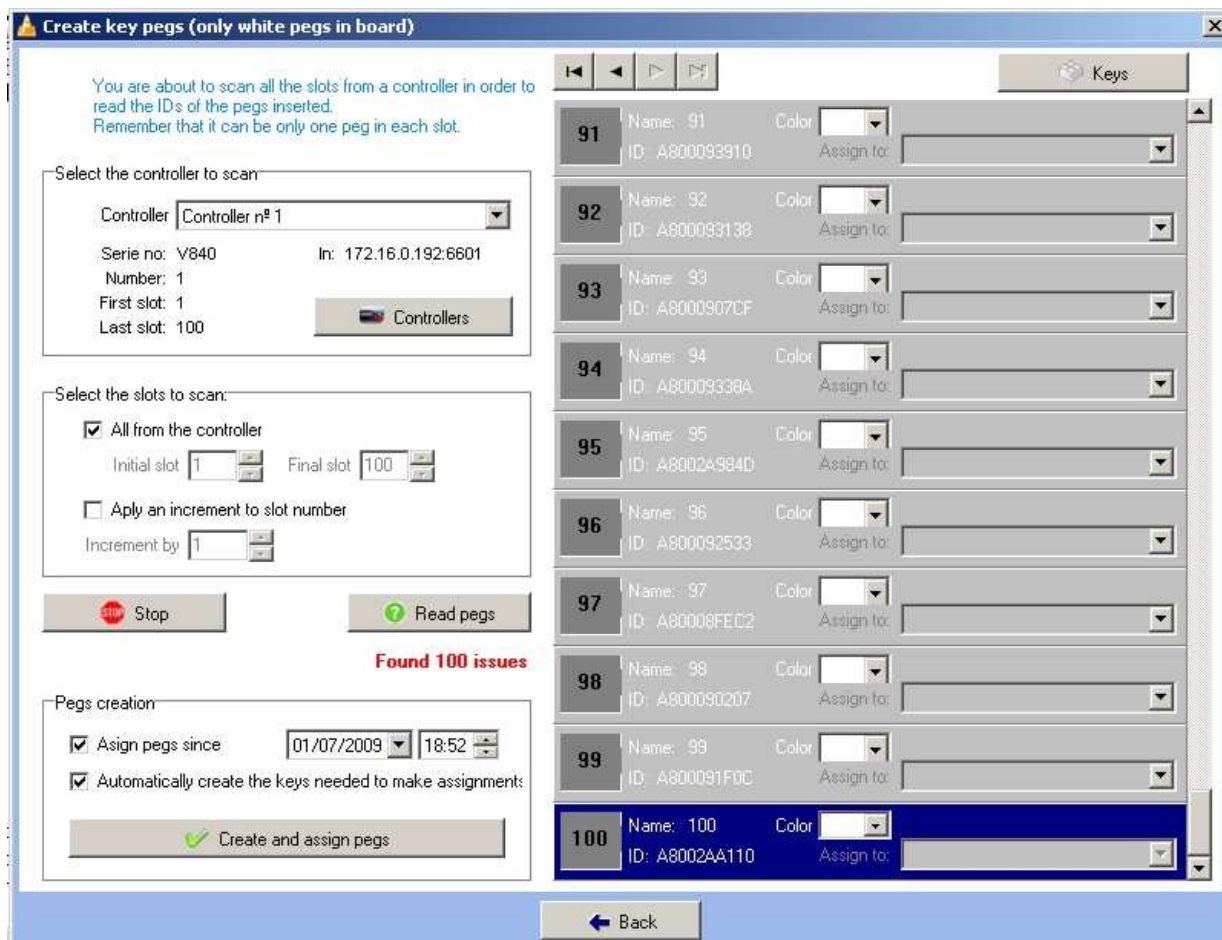 Create key pegs (only white pegs in board)
You are about to scan all the slots from a controller in order to
read the IDs of the pegs inserted.
Remember that it can be only one peg in each slot.
Select the controller to scan
Controller Controller nº 1
Serie no: V840 In: 172.16.0.192:6601
Number: 1
First slot: 1
Last slot: 100
Controllers
Select the slots to scan:
All from the controller
Initial slot 1 Final slot 100
Aply an increment to slot number
Increment by 1
Stop
Read pegs
Found 100 issues
Pegs creation
Asign pegs since 01/07/2009 18:52
Automatically create the keys needed to make assignments
Create and assign pegs
Keys
91 Name: 91 Color
ID: A800093910 Assign to:
92 Name: 92 Color
ID: A800093138 Assign to:
93 Name: 93 Color
ID: A8000907CF Assign to:
94 Name: 94 Color
ID: A80009338A Assign to:
95 Name: 95 Color
ID: A8002A984D Assign to:
96 Name: 96 Color
ID: A800092533 Assign to:
97 Name: 97 Color
ID: A80008FEC2 Assign to:
98 Name: 98 Color
ID: A800090207 Assign to:
99 Name: 99 Color
ID: A800091F0C Assign to:
100 Name: 100 Color
ID: A8002AA110 Assign to:
Back